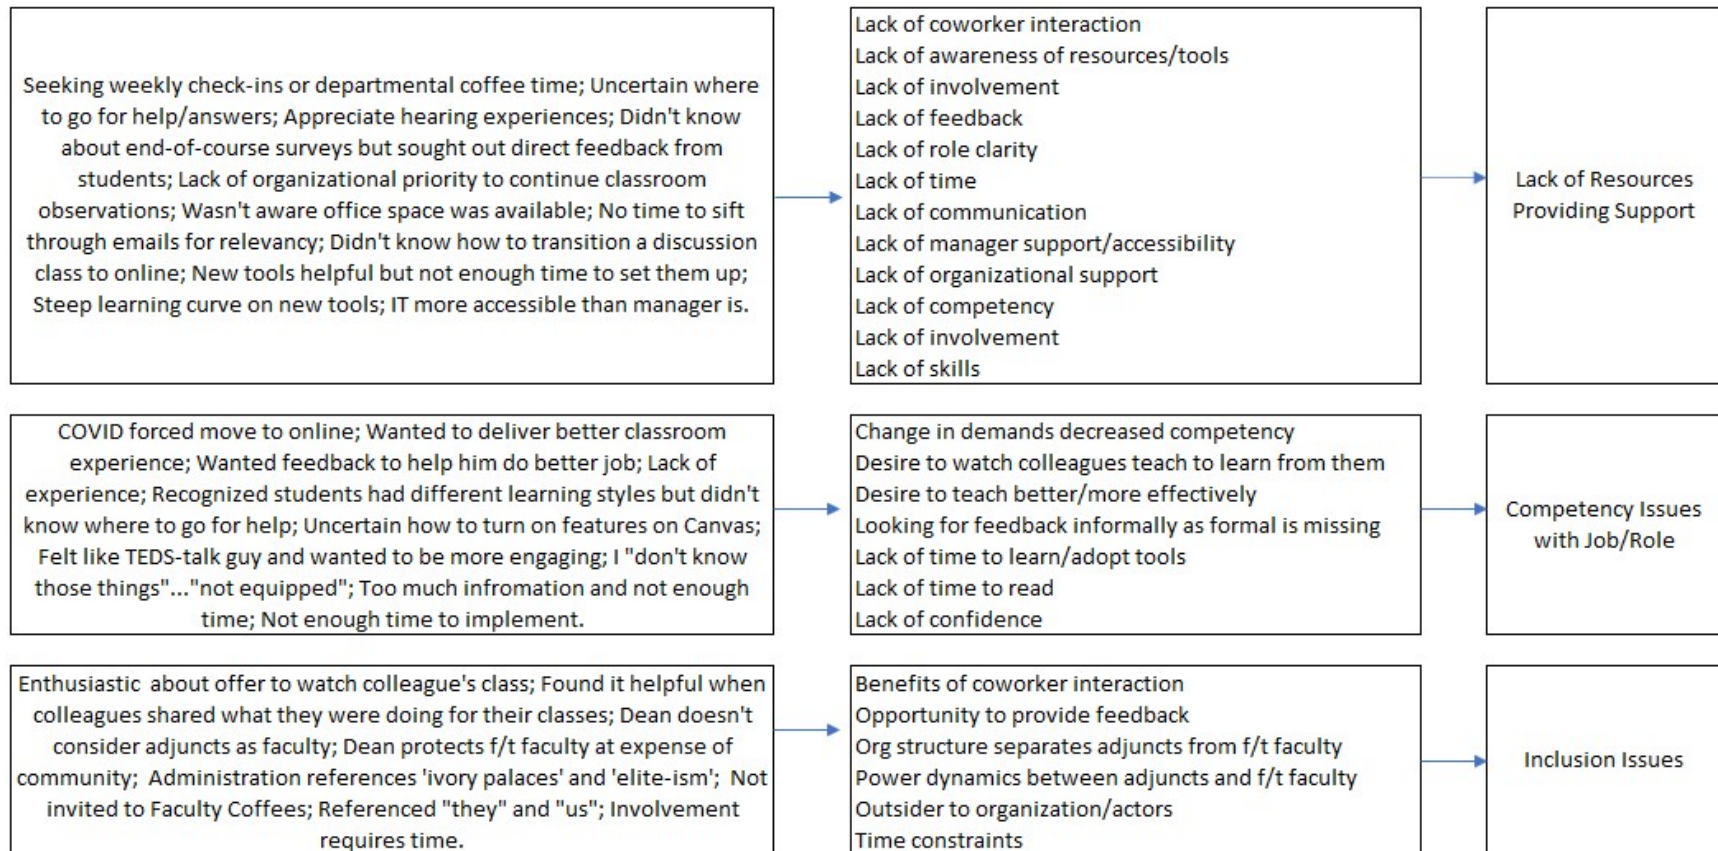 Seeking weekly check-ins or departmental coffee time; Uncertain where
to go for help/answers; Appreciate hearing experiences; Didn't know
about end-of-course surveys but sought out direct feedback from
students; Lack of organizational priority to continue classroom
observations; Wasn't aware office space was available; No time to sift
through emails for relevancy; Didn't know how to transition a discussion
class to online; New tools helpful but not enough time to set them up;
Steep learning curve on new tools; IT more accessible than manager is.
Lack of coworker interaction
Lack of awareness of resources/tools
Lack of involvement
Lack of feedback
Lack of role clarity
Lack of time
Lack of communication
Lack of manager support/accessibility
Lack of organizational support
Lack of competency
Lack of involvement
Lack of skills
Lack of Resources
Providing Support
COVID forced move to online; Wanted to deliver better classroom
experience; Wanted feedback to help him do better job; Lack of
experience; Recognized students had different learning styles but didn't
know where to go for help; Uncertain how to turn on features on Canvas;
Felt like TEDS-talk guy and wanted to be more engaging; I "don't know
those things"..."not equipped"; Too much infromation and not enough
time; Not enough time to implement.
Change in demands decreased competency
Desire to watch colleagues teach to learn from them
Desire to teach better/more effectively
Looking for feedback informally as formal is missing
Lack of time to learn/adopt tools
Lack of time to read
Lack of confidence
Competency Issues
with Job/Role
Enthusiastic about offer to watch colleague's class; Found it helpful when
colleagues shared what they were doing for their classes; Dean doesn't
consider adjuncts as faculty; Dean protects f/t faculty at expense of
community; Administration references 'ivory palaces' and 'elite-ism'; Not
invited to Faculty Coffees; Referenced "they" and "us"; Involvement
requires time.
Benefits of coworker interaction
Opportunity to provide feedback
Org structure separates adjuncts from f/t faculty
Power dynamics between adjuncts and f/t faculty
Outsider to organization/actors
Time constraints
Inclusion Issues